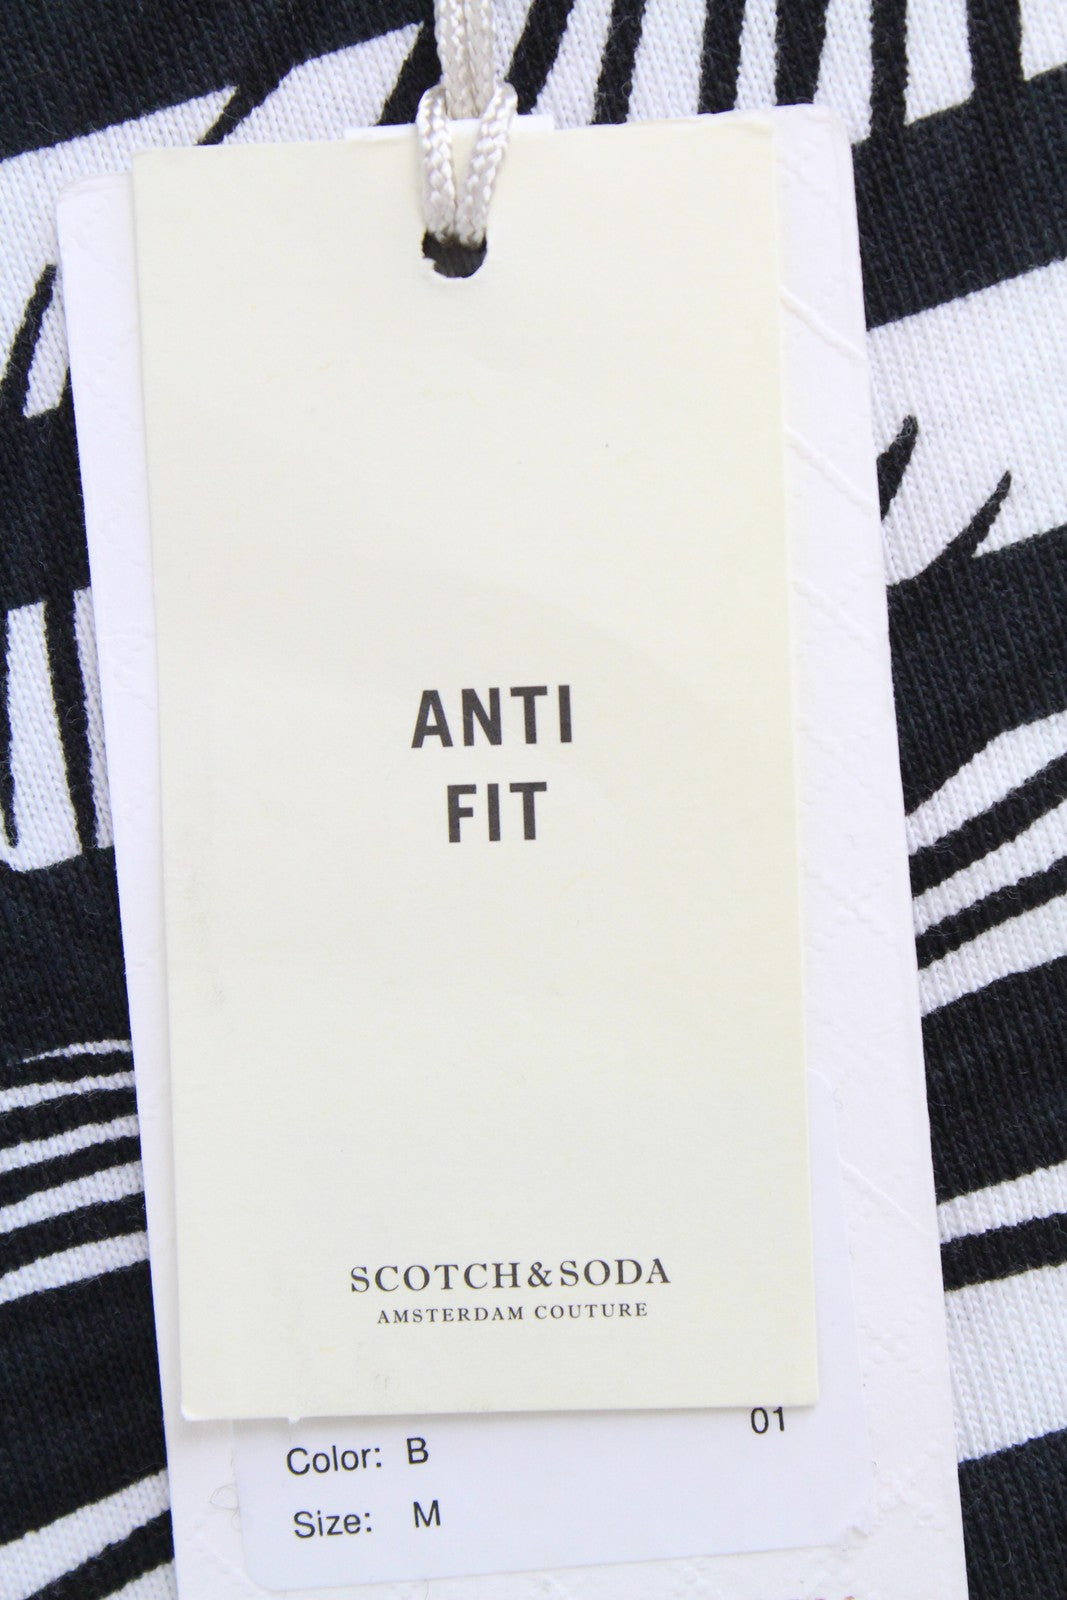 ANTI
FIT
SCOTCH&SODA
AMSTERDAM COUTURE
01
Color: B
Size: M